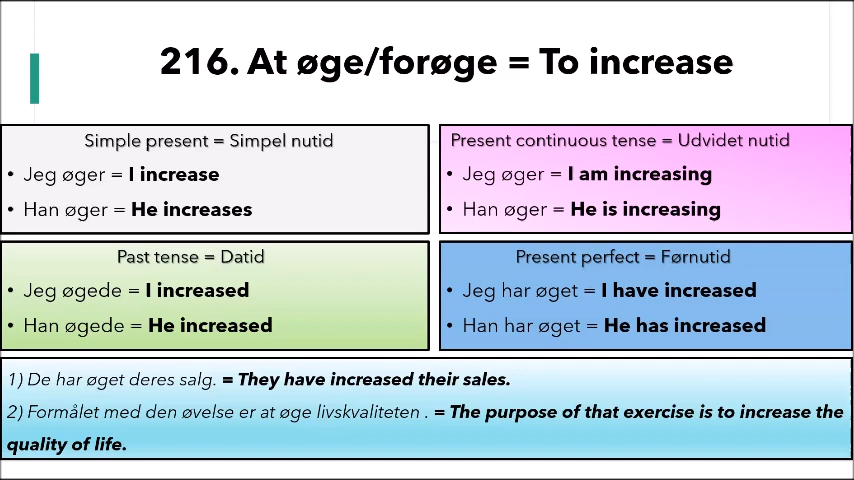 216. At øge/forøge = To increase
Simple present = Simpel nutid
• Jeg øger = I increase
• Han øger = He increases
Present continuous tense = Udvidet nutid
• Jeg øger = I am increasing
• Han øger = He is increasing
Past tense = Datid
• Jeg øgede = I increased
• Han øgede = He increased
Present perfect = Førnutid
• Jeg har øget = I have increased
• Han har øget = He has increased
1) De har øget deres salg. = They have increased their sales.
2) Formålet med den øvelse er at øge livskvaliteten . = The purpose of that exercise is to increase the
quality of life.